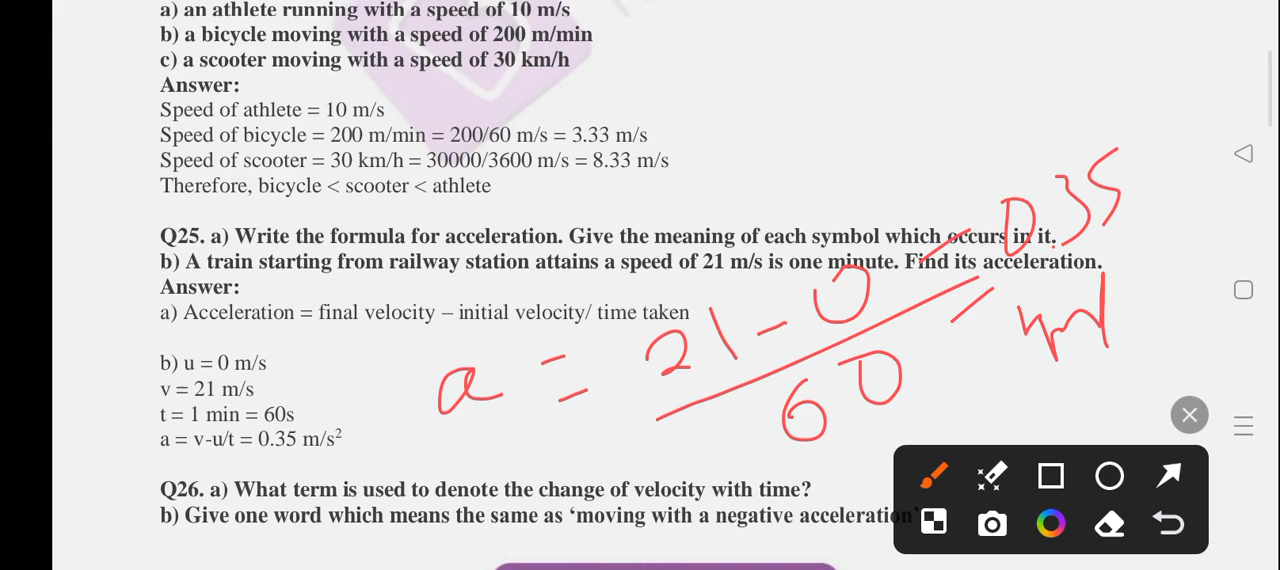 a) an athlete running with a speed of 10 m/s
b) a bicycle moving with a speed of 200 m/min
c) a scooter moving with a speed of 30 km/h
Answer:
Speed of athlete = 10 m/s
Speed of bicycle = 200 m/min = 200/60 m/s = 3.33 m/s
Speed of scooter = 30 km/h = 30000/3600 m/s = 8.33 m/s
Therefore, bicycle < scooter < athlete
Q25. a) Write the formula for acceleration. Give the meaning of each symbol which occurs in it.
b) A train starting from railway station attains a speed of 21 m/s is one minute. Find its acceleration.
Answer:
a) Acceleration = final velocity – initial velocity/ time taken
b) u = 0 m/s
v = 21 m/s
t = 1 min = 60s
a = v-u/t = 0.35 m/s²
a = 21 - 0
60
= 0.35
Q26. a) What term is used to denote the change of velocity with time?
b) Give one word which means the same as ‘moving with a negative acceleration’